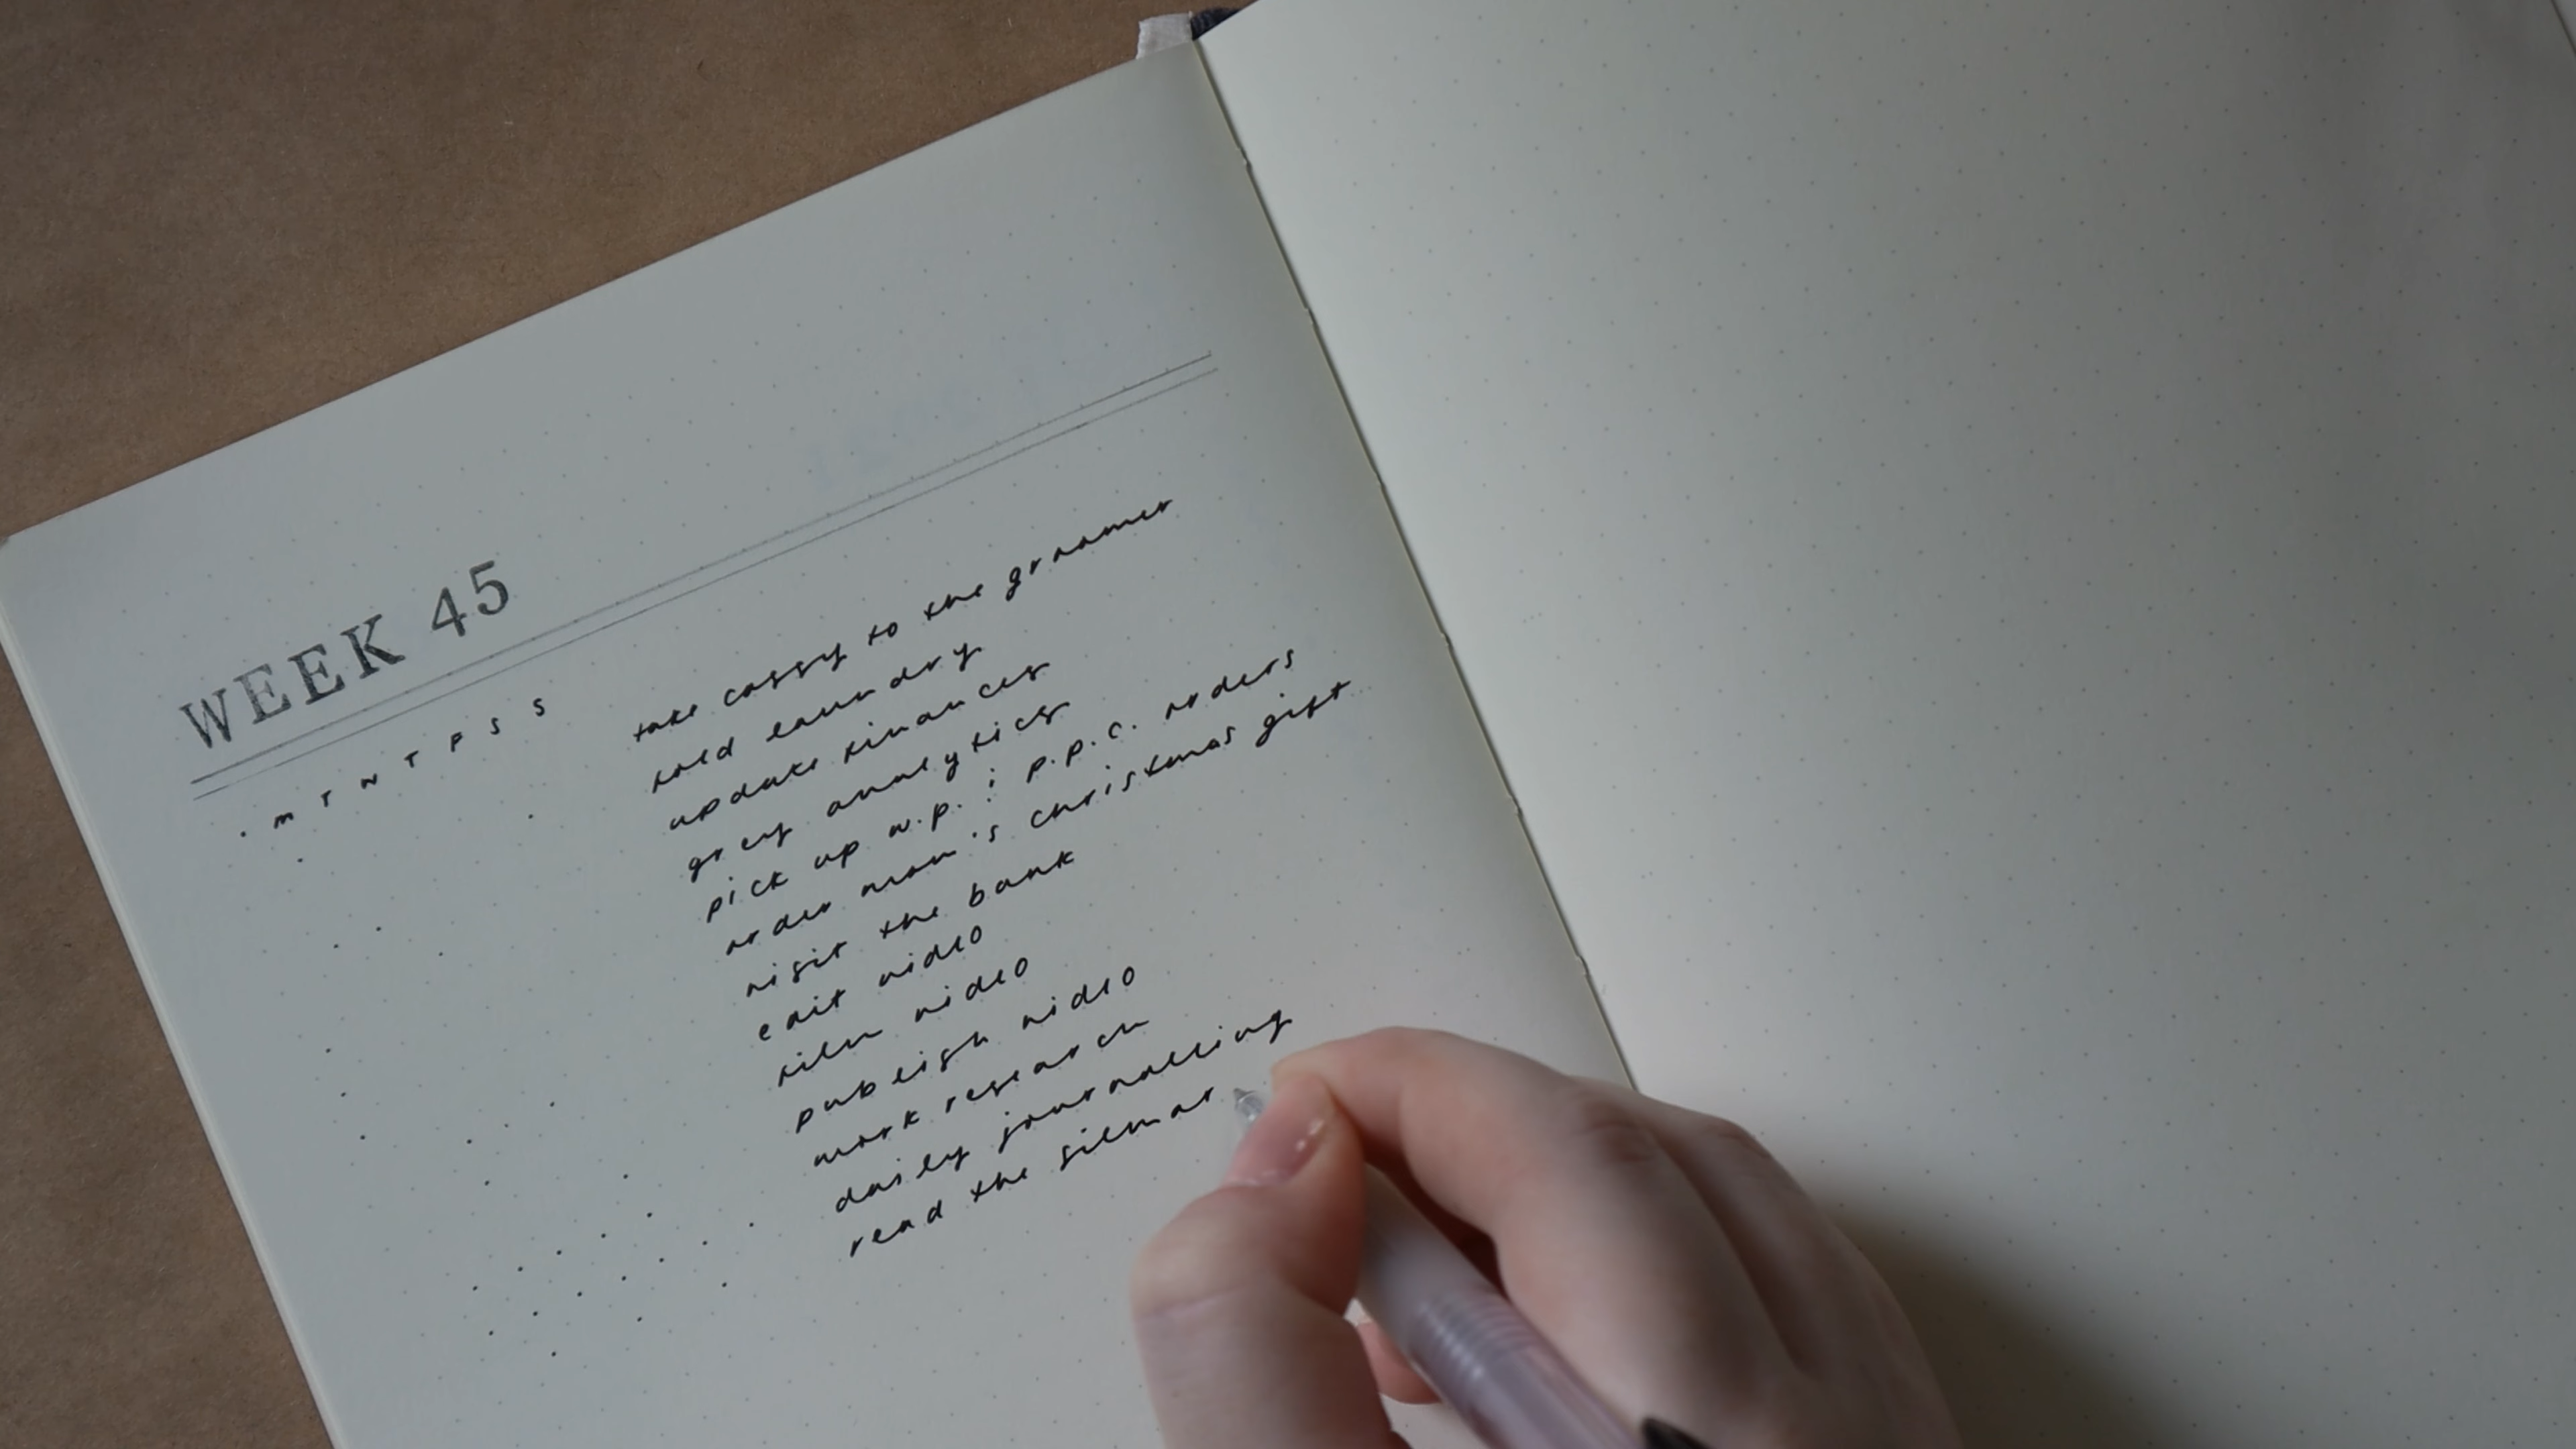 WEEK 45
. M T W T F S S
take cassy to the groomer
fold laundry
update finances
grey analytics
pick up w.p. ; p.p.c. orders
order mom's christmas gift
visit the bank
edit video
film video
publish video
work research
daily journalling
read the silmar